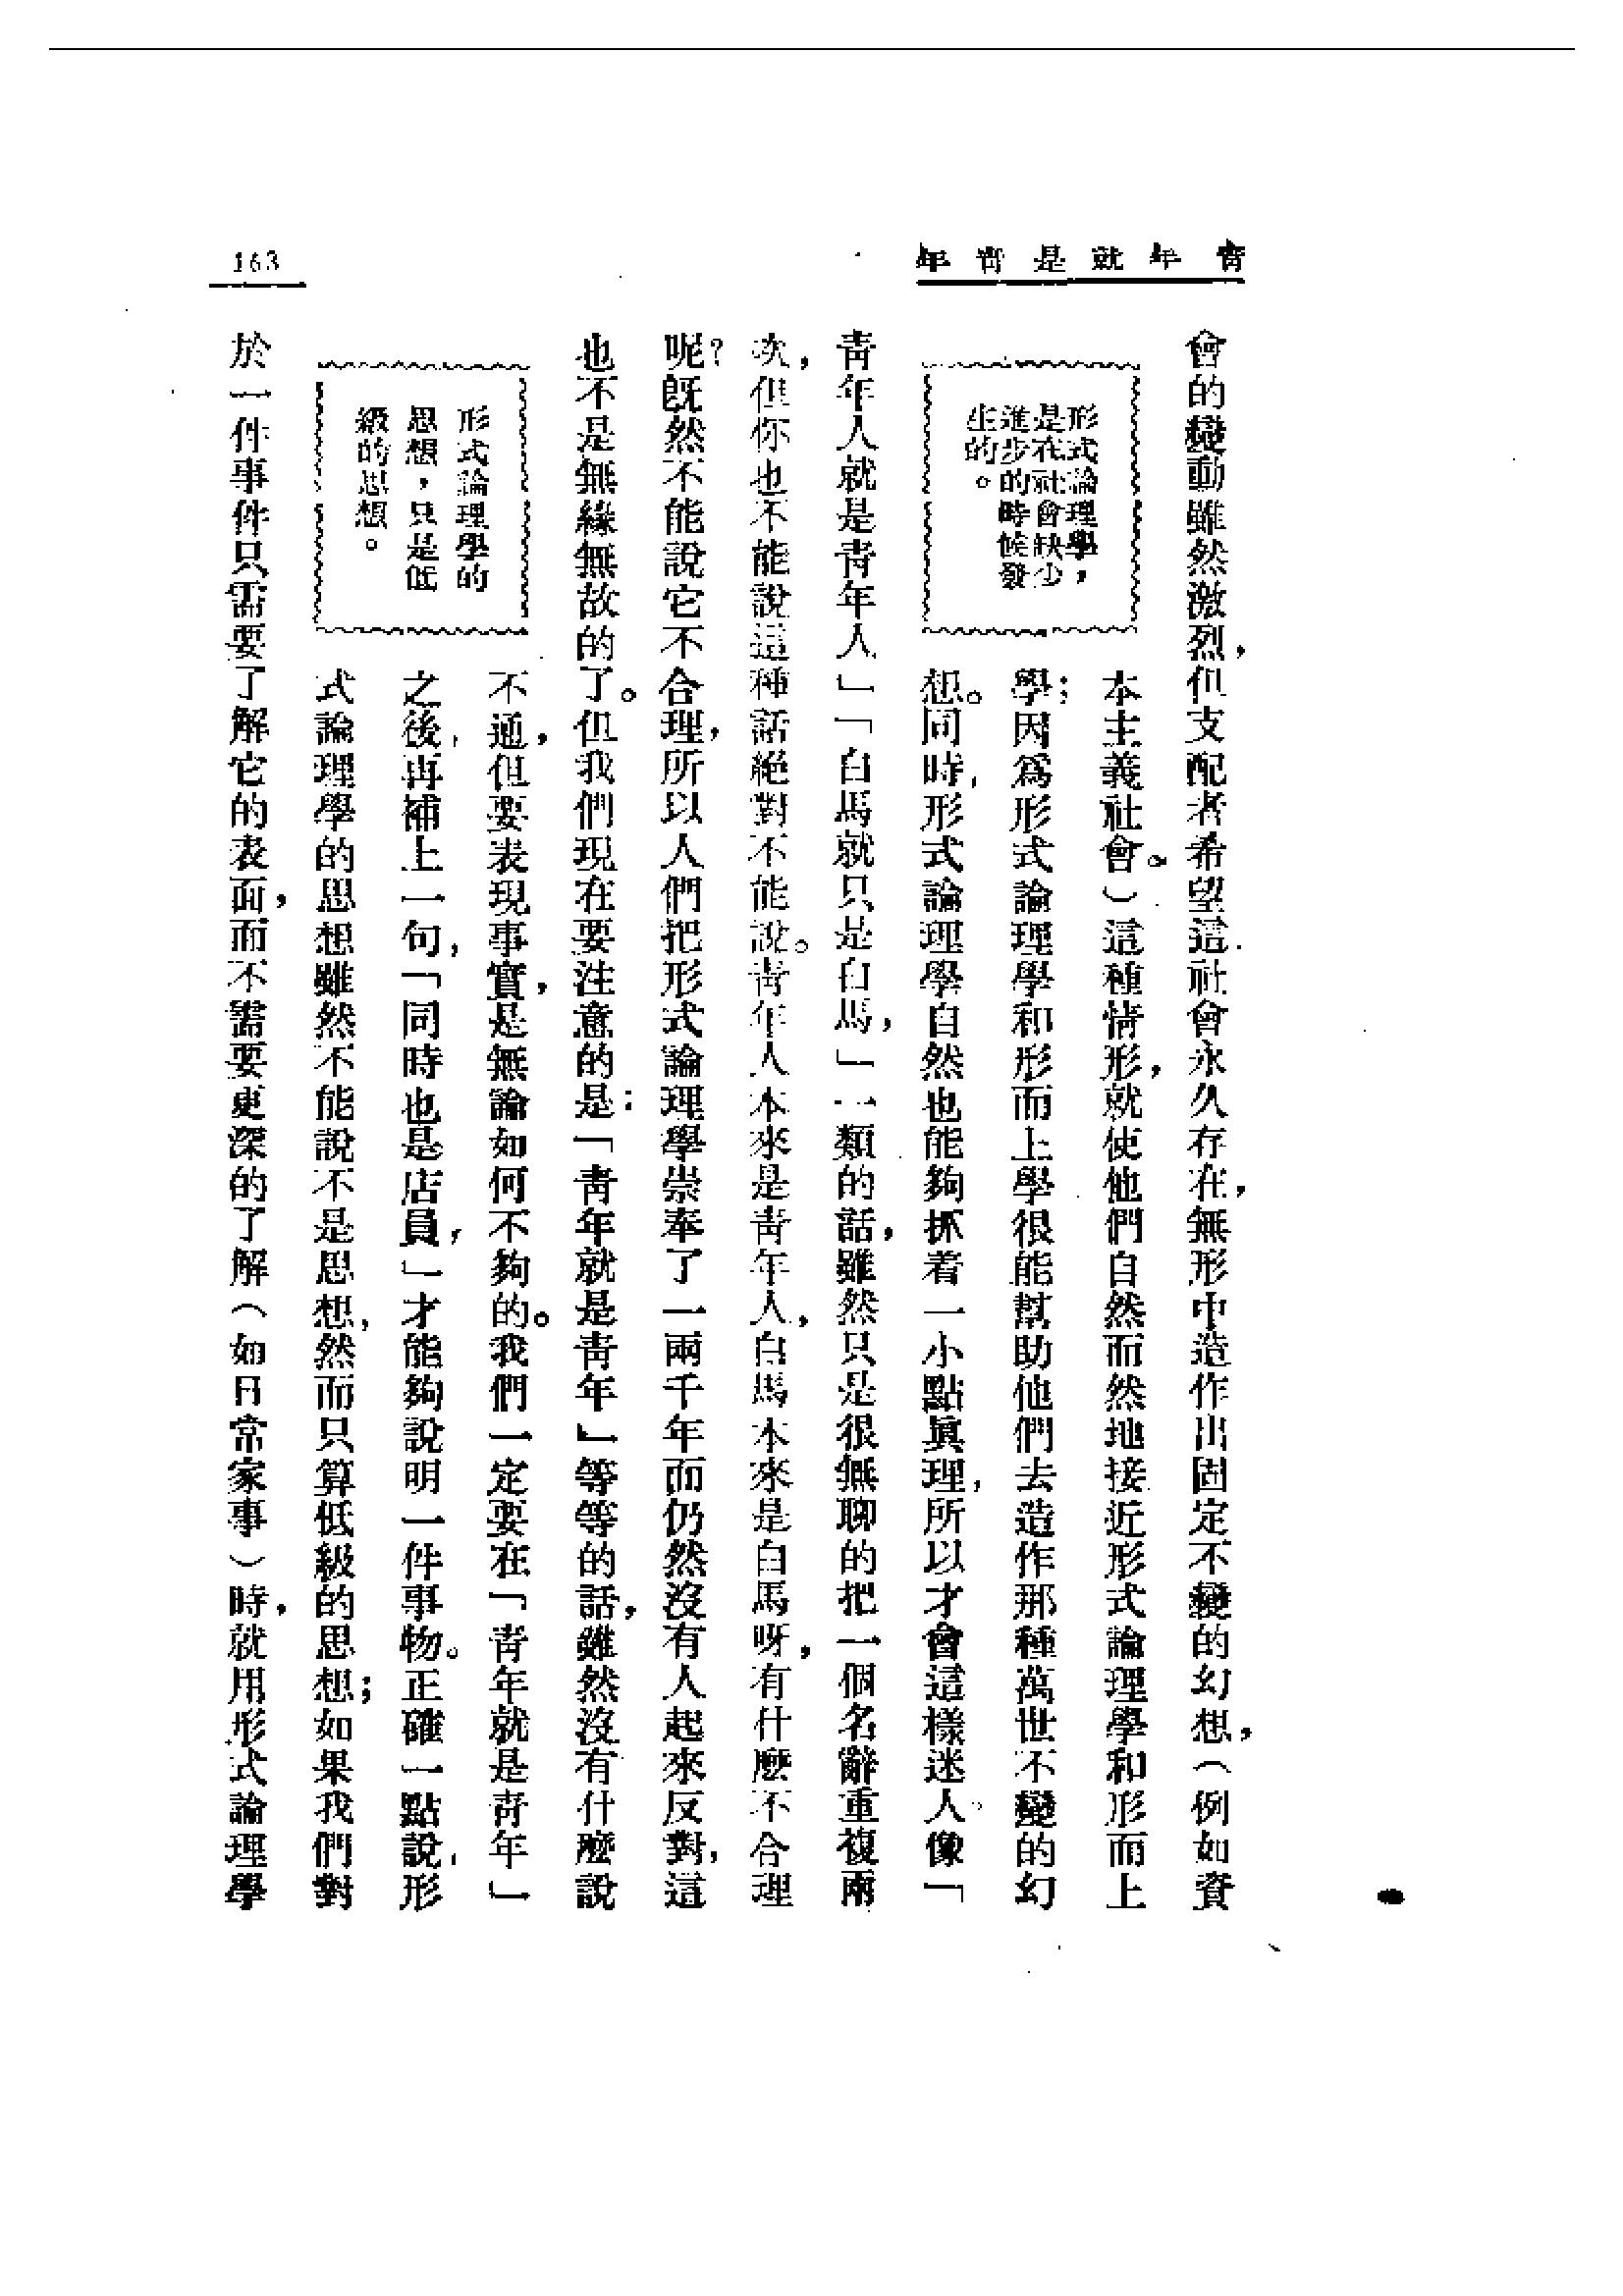 青年就是青年
163
會的變動雖然激烈，但支配者希望這社會永久存在，無形中造作出固定不變的幻想，（例如資
形式論理學，
是在社會缺少
進步的時候發
生的。
本主義社會。）這種情形，就使他們自然而然地接近形式論理學和形而上
學；因爲形式論理學和形而上學很能幫助他們去造作那種萬世不變的幻
想。同時，形式論理學自然也能夠抓着一小點眞理，所以才會這樣迷人。像「
青年人就是青年人」「白馬就只是白馬，」一類的話，雖然只是很無聊的把一個名辭重複兩
次，但你也不能說這種話絕對不能說。青年人本來是青年人，白馬本來是白馬呀，有什麼不合理
呢？旣然不能說它不合理，所以人們把形式論理學崇奉了一兩千年而仍然沒有人起來反對，這
也不是無緣無故的了。但我們現在要注意的是：「青年就是青年」等等的話，雖然沒有什麼說
形式論理學的
思想，只是低
級的思想。
不通，但要表現事實，是無論如何不夠的。我們一定要在「青年就是青年」
之後，再補上一句，「同時也是店員，」才能夠說明一件事物。正確一點說，形
式論理學的思想雖然不能說不是思想，然而只算低級的思想；如果我們對
於一件事件只需要了解它的表面，而不需要更深的了解（如日常家事）時，就用形式論理學